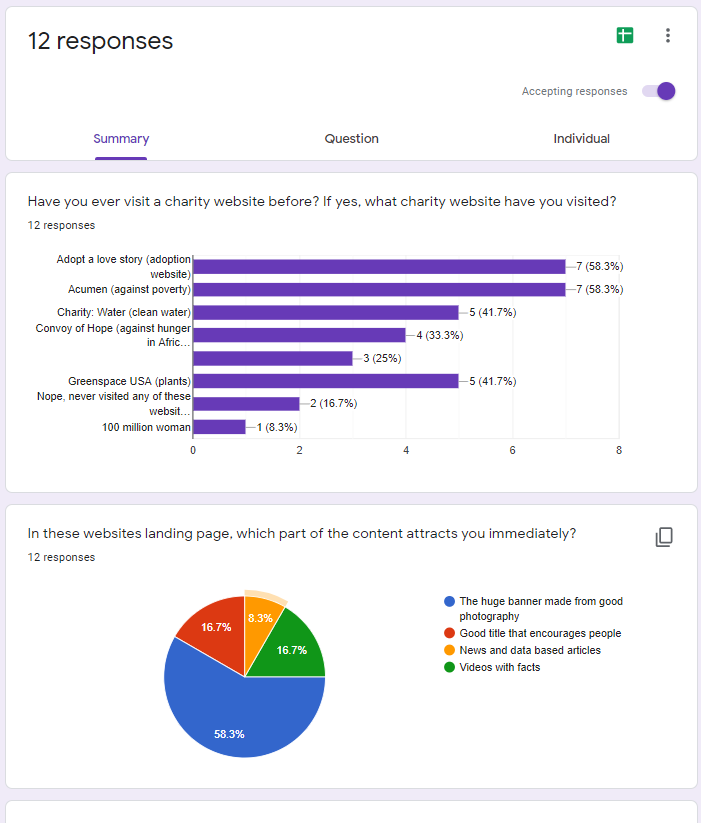 12 responses
Accepting responses
Summary
Question
Individual
Have you ever visit a charity website before? If yes, what charity website have you visited?
12 responses
Adopt a love story (adoption
website)
7 (58.3%)
Acumen (against poverty)
7 (58.3%)
Charity: Water (clean water)
5 (41.7%)
Convoy of Hope (against hunger
in Afric…
4 (33.3%)
3 (25%)
Greenspace USA (plants)
5 (41.7%)
Nope, never visited any of these
websit…
2 (16.7%)
100 million woman
1 (8.3%)
0 2 4 6 8
In these websites landing page, which part of the content attracts you immediately?
12 responses
The huge banner made from good
photography
Good title that encourages people
News and data based articles
Videos with facts
8.3%
16.7%
16.7%
58.3%